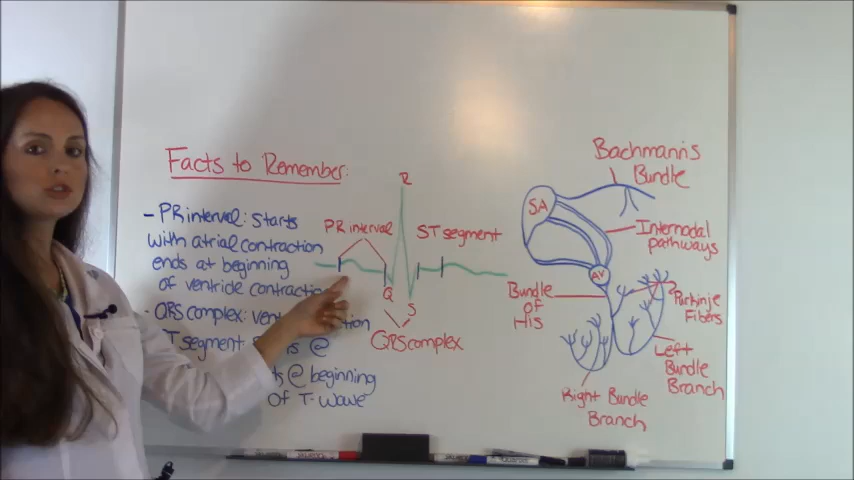 Facts to Remember:
- PR interval: starts
with atrial contraction
ends at beginning
of ventricle contraction
- QRS complex:
T segment
@
@ beginning
of T-wave
PR interval
R
ST segment
Q
S
QRS complex
Bachmann's
Bundle
SA
Internodal
pathways
AV
Bundle
of
His
Purkinje
Fibers
Left
Bundle
Branch
Right Bundle
Branch